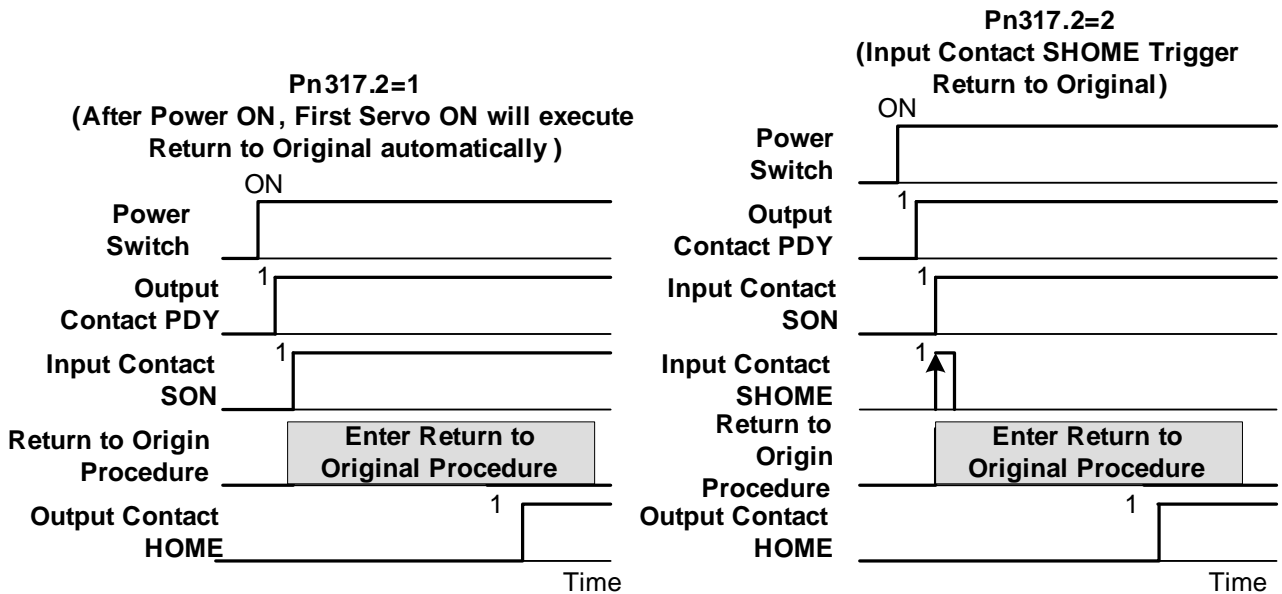 Pn317.2=1
(After Power ON, First Servo ON will execute
Return to Original automatically )
ON
Power
Switch
1
Output
Contact PDY
1
Input Contact
SON
Return to Origin
Procedure
Enter Return to
Original Procedure
1
Output Contact
HOME
Time
Pn317.2=2
(Input Contact SHOME Trigger
Return to Original)
ON
Power
Switch
1
Output
Contact PDY
1
Input Contact
SON
1
Input Contact
SHOME
Return to
Origin
Procedure
Enter Return to
Original Procedure
1
Output Contact
HOME
Time